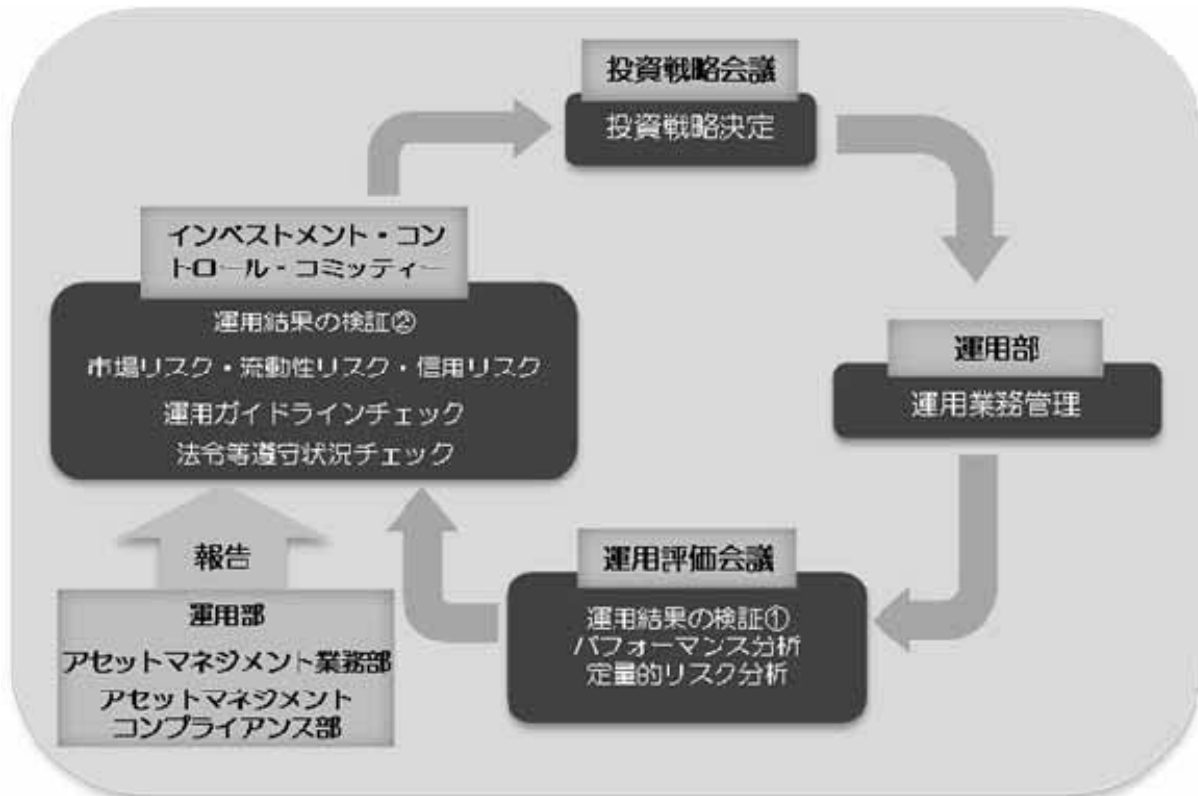 投資戦略会議
投資戦略決定
インベストメント・コン
トロール・コミッティー
運用結果の検証②
市場リスク・流動性リスク・信用リスク
運用ガイドラインチェック
法令等遵守状況チェック
運用部
運用業務管理
運用評価会議
運用結果の検証①
パフォーマンス分析
定量的リスク分析
報告
運用部
アセットマネジメント業務部
アセットマネジメント
コンプライアンス部